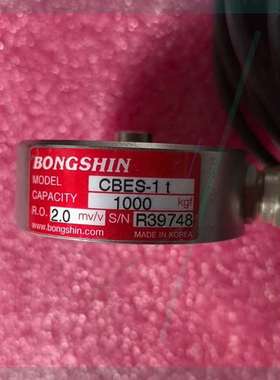 BONGSHIN
MODEL CBES-1 t
CAPACITY 1000 kgf
R.O. 2.0 mv/v S/N R39748
www.bongshin.com MADE IN KOREA